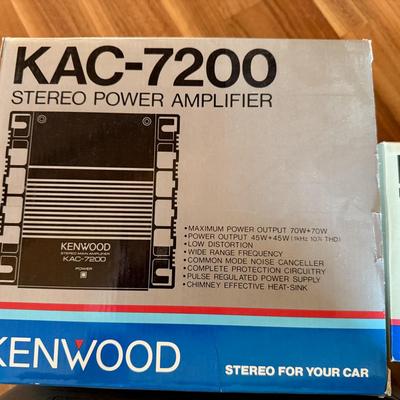 KAC-7200
STEREO POWER AMPLIFIER
KENWOOD
STEREO MAIN AMPLIFIER
KAC-7200
POWER
•MAXIMUM POWER OUTPUT 70W+70W
•POWER OUTPUT 45W+45W (1kHz 10% THD)
•LOW DISTORTION
•WIDE RANGE FREQUENCY
•COMMON MODE NOISE CANCELLER
•COMPLETE PROTECTION CIRCUITRY
•PULSE REGULATED POWER SUPPLY
•CHIMNEY EFFECTIVE HEAT-SINK
KENWOOD
STEREO FOR YOUR CAR